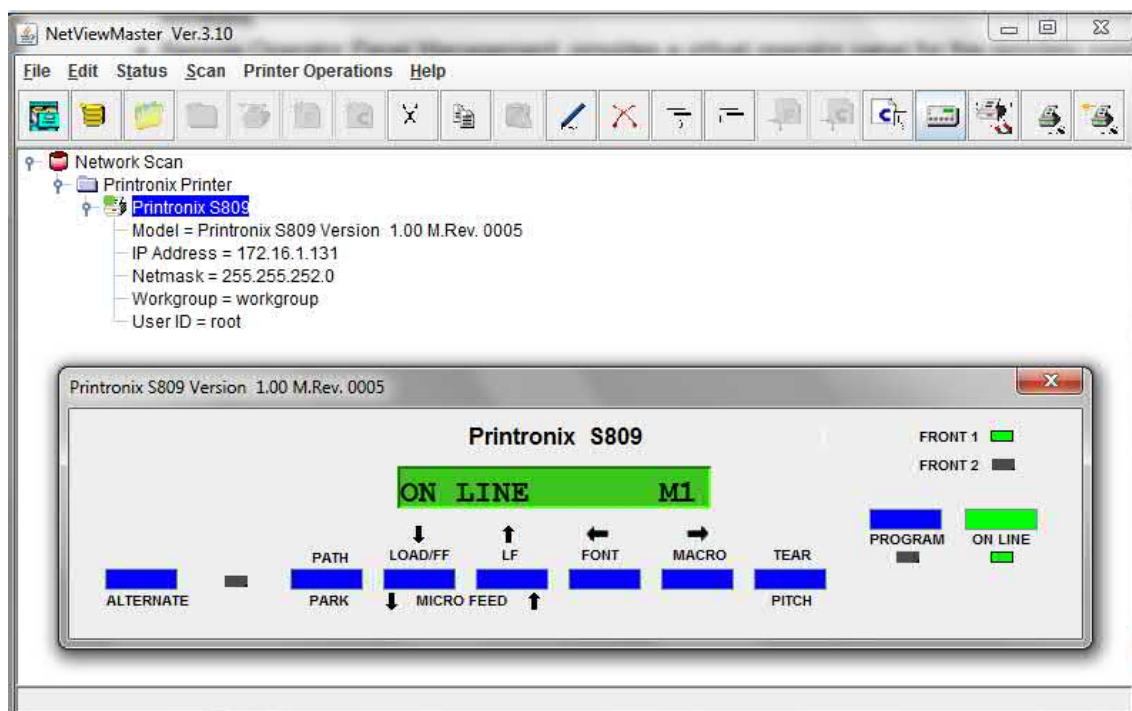 NetViewMaster Ver.3.10
File Edit Status Scan Printer Operations Help
Network Scan
Printronix Printer
Printronix S809
Model = Printronix S809 Version 1.00 M.Rev. 0005
IP Address = 172.16.1.131
Netmask = 255.255.252.0
Workgroup = workgroup
User ID = root
Printronix S809 Version 1.00 M.Rev. 0005
Printronix S809
FRONT 1
FRONT 2
ON LINE M1
PROGRAM ON LINE
PATH LOAD/FF LF FONT MACRO TEAR
ALTERNATE PARK MICRO FEED PITCH